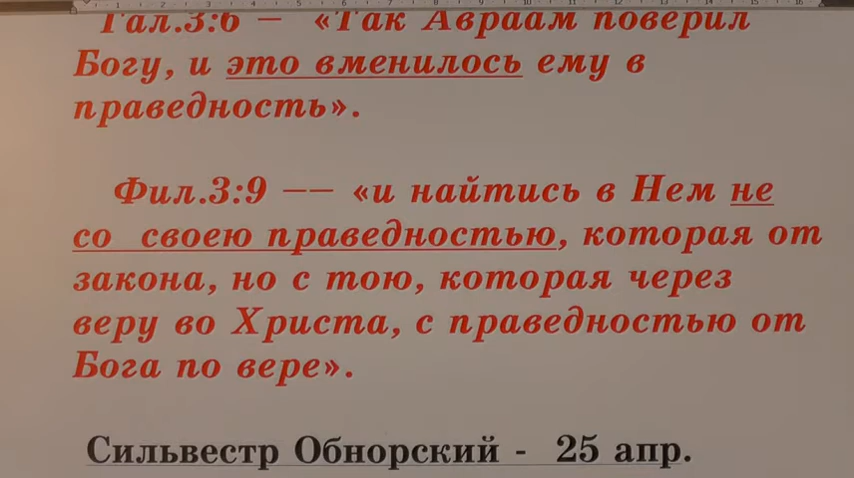 Гал.3:6 — «Так Авраам поверил
Богу, и это вменилось ему в
праведность».
Фил.3:9 –– «и найтись в Нем не
со своею праведностью, которая от
закона, но с тою, которая через
веру во Христа, с праведностью от
Бога по вере».
Сильвестр Обнорский - 25 апр.